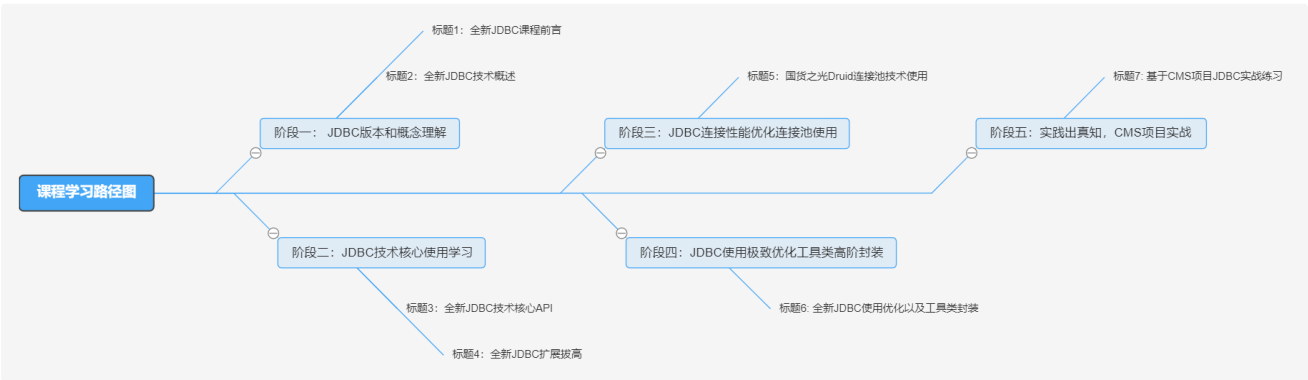 标题1：全新JDBC课程前言
标题2：全新JDBC技术概述
标题5：国货之光Druid连接池技术使用
标题7: 基于CMS项目JDBC实战练习
阶段一： JDBC版本和概念理解
阶段三：JDBC连接性能优化连接池使用
阶段五：实践出真知，CMS项目实战
课程学习路径图
阶段二：JDBC技术核心使用学习
阶段四：JDBC使用极致优化工具类高阶封装
标题3：全新JDBC技术核心API
标题6: 全新JDBC使用优化以及工具类封装
标题4：全新JDBC扩展拔高